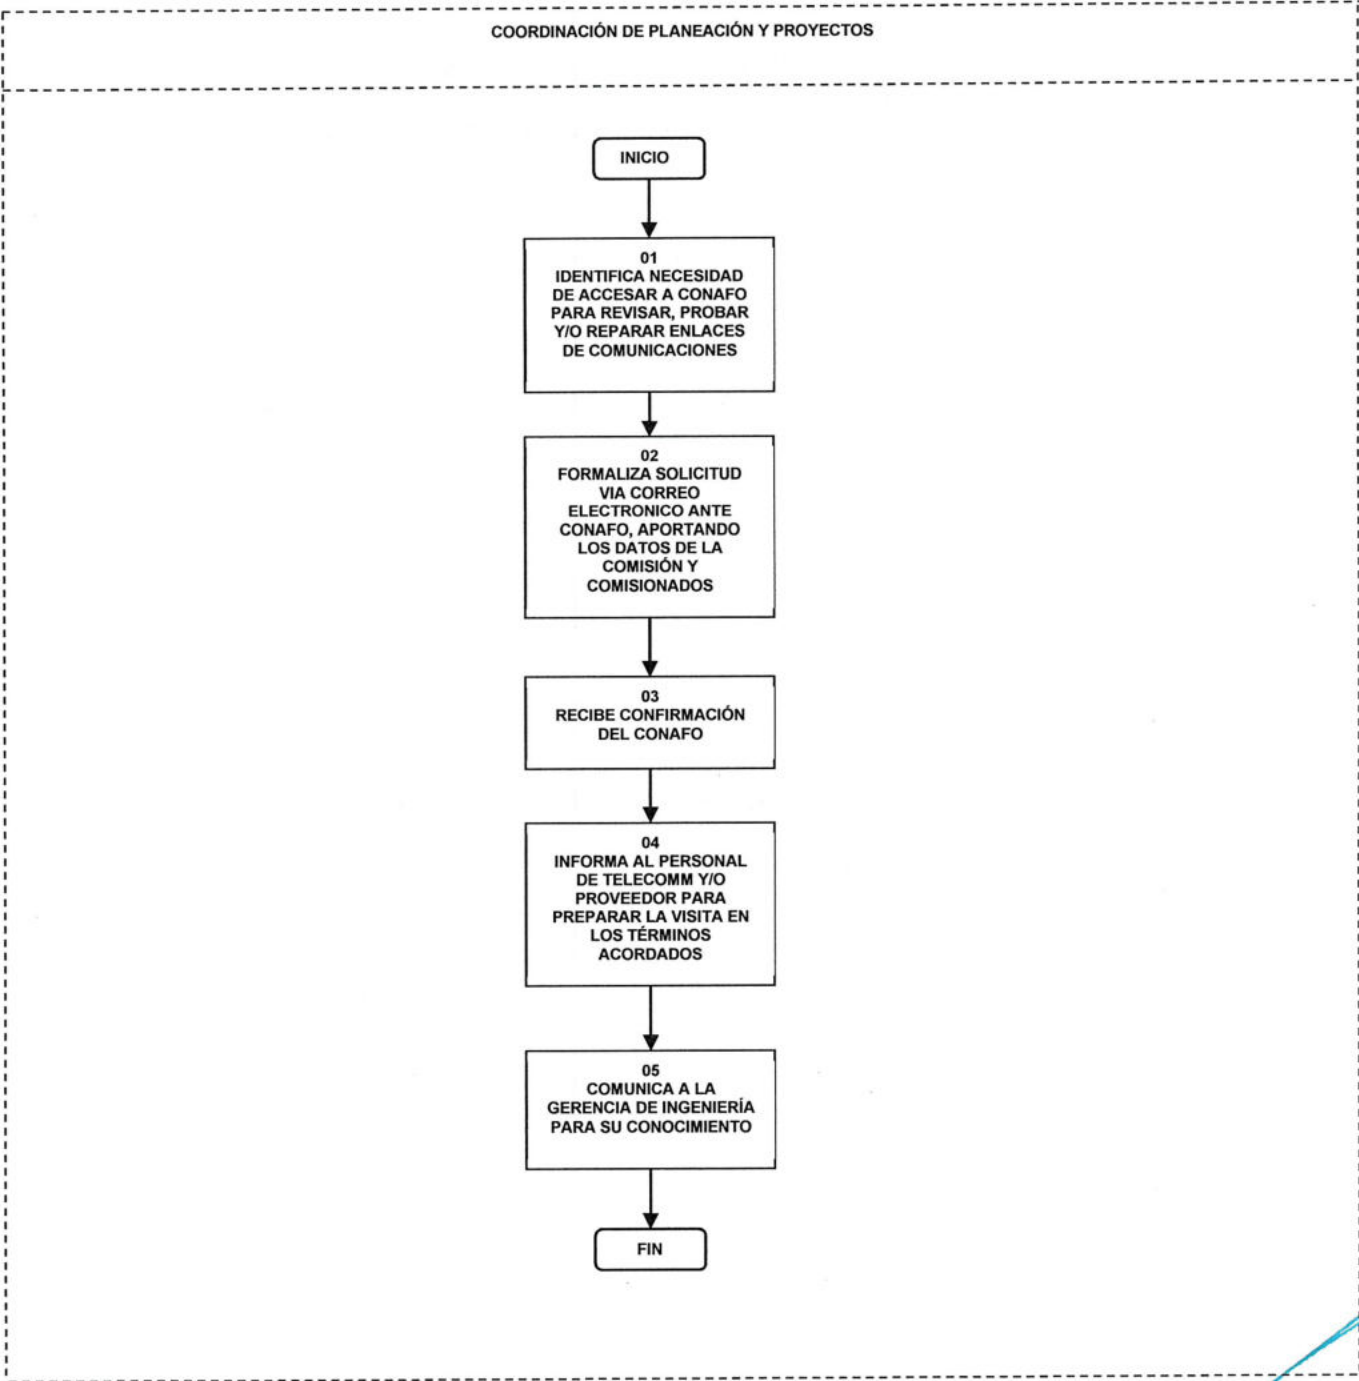 COORDINACIÓN DE PLANEACIÓN Y PROYECTOS
INICIO
01
IDENTIFICA NECESIDAD
DE ACCESAR A CONAFO
PARA REVISAR, PROBAR
Y/O REPARAR ENLACES
DE COMUNICACIONES
02
FORMALIZA SOLICITUD
VIA CORREO
ELECTRONICO ANTE
CONAFO, APORTANDO
LOS DATOS DE LA
COMISIÓN Y
COMISIONADOS
03
RECIBE CONFIRMACIÓN
DEL CONAFO
04
INFORMA AL PERSONAL
DE TELECOMM Y/O
PROVEEDOR PARA
PREPARAR LA VISITA EN
LOS TÉRMINOS
ACORDADOS
05
COMUNICA A LA
GERENCIA DE INGENIERÍA
PARA SU CONOCIMIENTO
FIN